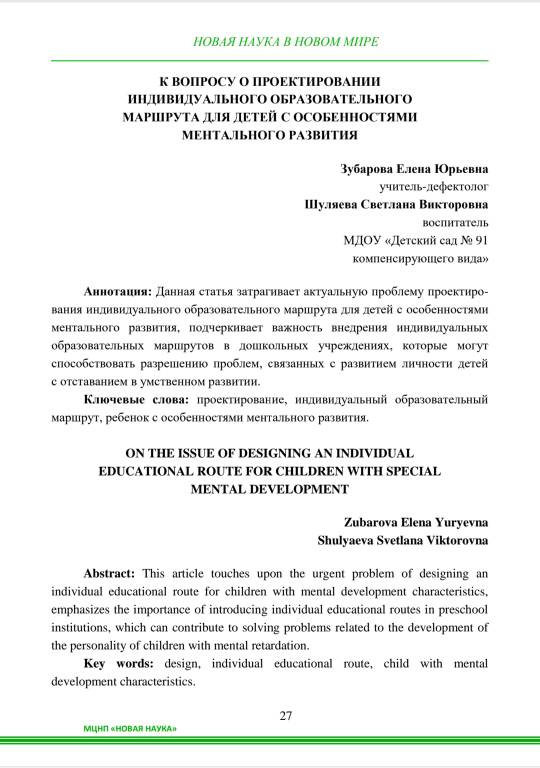 НОВАЯ НАУКА В НОВОМ МИРЕ
К ВОПРОСУ О ПРОЕКТИРОВАНИИ
ИНДИВИДУАЛЬНОГО ОБРАЗОВАТЕЛЬНОГО
МАРШРУТА ДЛЯ ДЕТЕЙ С ОСОБЕННОСТЯМИ
МЕНТАЛЬНОГО РАЗВИТИЯ
Зубарова Елена Юрьевна
учитель-дефектолог
Шуляева Светлана Викторовна
воспитатель
МДОУ «Детский сад № 91
компенсирующего вида»
Аннотация: Данная статья затрагивает актуальную проблему проектиро-
вания индивидуального образовательного маршрута для детей с особенностями
ментального развития, подчеркивает важность внедрения индивидуальных
образовательных маршрутов в дошкольных учреждениях, которые могут
способствовать разрешению проблем, связанных с развитием личности детей
с отставанием в умственном развитии.
Ключевые слова: проектирование, индивидуальный образовательный
маршрут, ребенок с особенностями ментального развития.
ON THE ISSUE OF DESIGNING AN INDIVIDUAL
EDUCATIONAL ROUTE FOR CHILDREN WITH SPECIAL
MENTAL DEVELOPMENT
Zubarova Elena Yuryevna
Shulyaeva Svetlana Viktorovna
Abstract: This article touches upon the urgent problem of designing an
individual educational route for children with mental development characteristics,
emphasizes the importance of introducing individual educational routes in preschool
institutions, which can contribute to solving problems related to the development of
the personality of children with mental retardation.
Key words: design, individual educational route, child with mental
development characteristics.
27
МЦНП «НОВАЯ НАУКА»